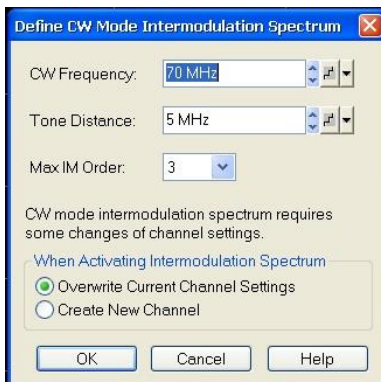 Define CW Mode Intermodulation Spectrum
CW Frequency: 70 MHz
Tone Distance: 5 MHz
Max IM Order: 3
CW mode intermodulation spectrum requires
some changes of channel settings.
When Activating Intermodulation Spectrum
Overwrite Current Channel Settings
Create New Channel
OK Cancel Help